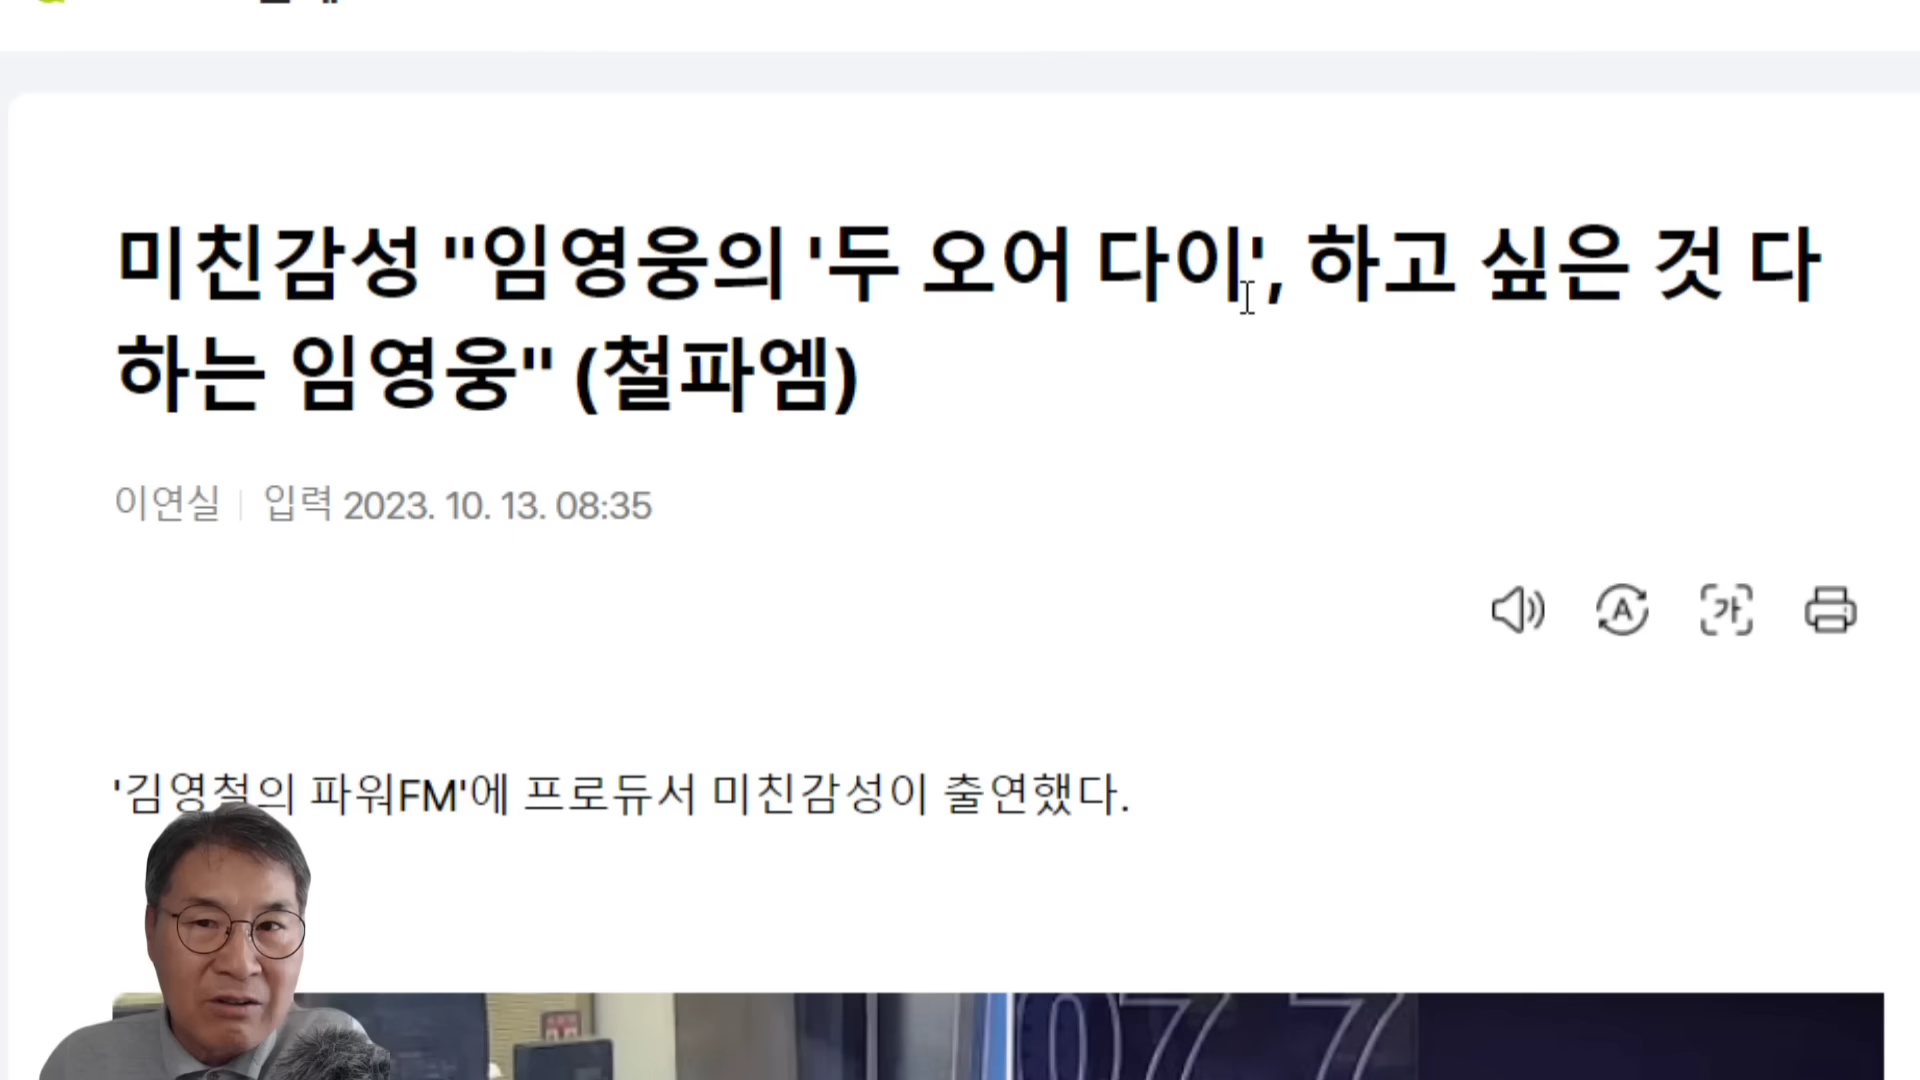 미친감성 "임영웅의 '두 오어 다이', 하고 싶은 것 다
하는 임영웅" (철파엠)
이연실 | 입력 2023. 10. 13. 08:35
A 가
'김영철의 파워FM'에 프로듀서 미친감성이 출연했다.
07 7